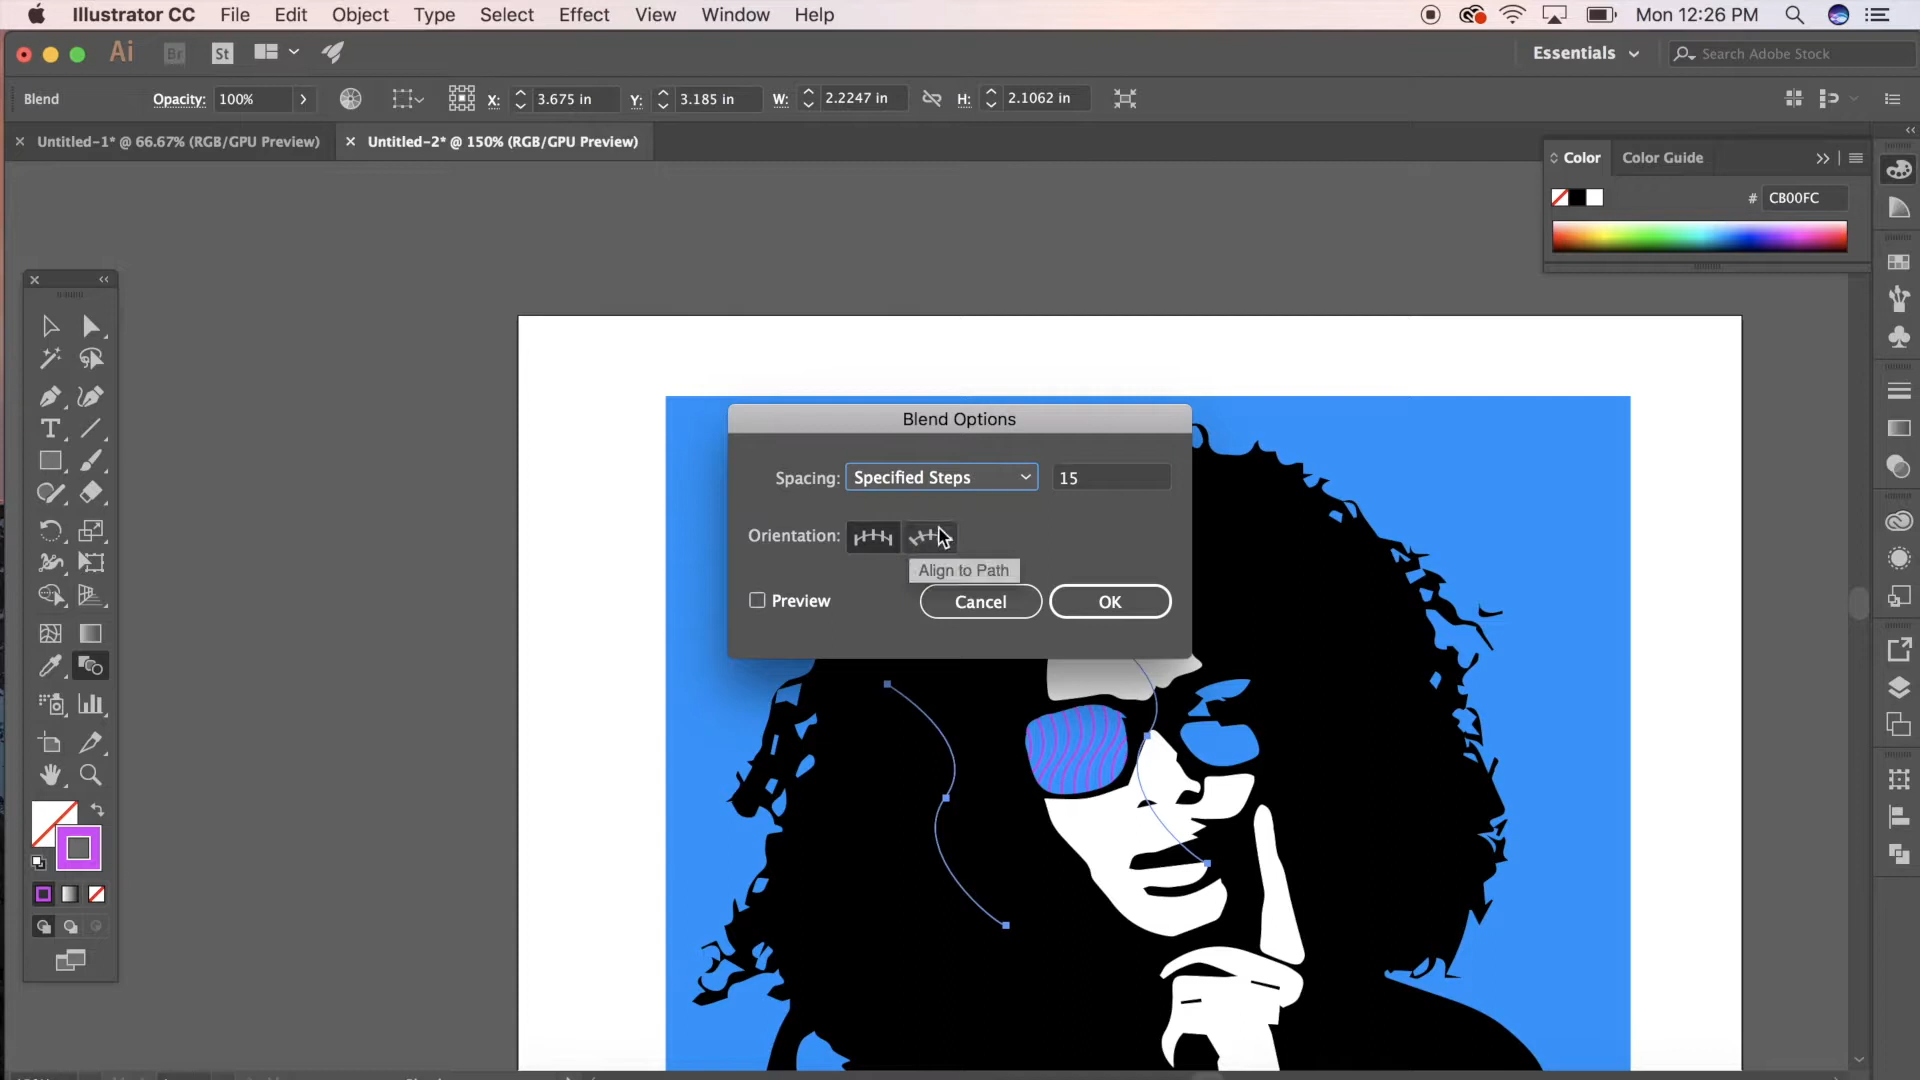 Illustrator CC File Edit Object Type Select Effect View Window Help Mon 12:26 PM
Ai Br St Essentials Search Adobe Stock
Blend Opacity: 100% X: 3.675 in Y: 3.185 in W: 2.2247 in H: 2.1062 in
Untitled-1* @ 66.67% (RGB/GPU Preview) Untitled-2* @ 150% (RGB/GPU Preview)
Color Color Guide
# CB00FC
Blend Options
Spacing: Specified Steps 15
Orientation:
Align to Path
Preview Cancel OK